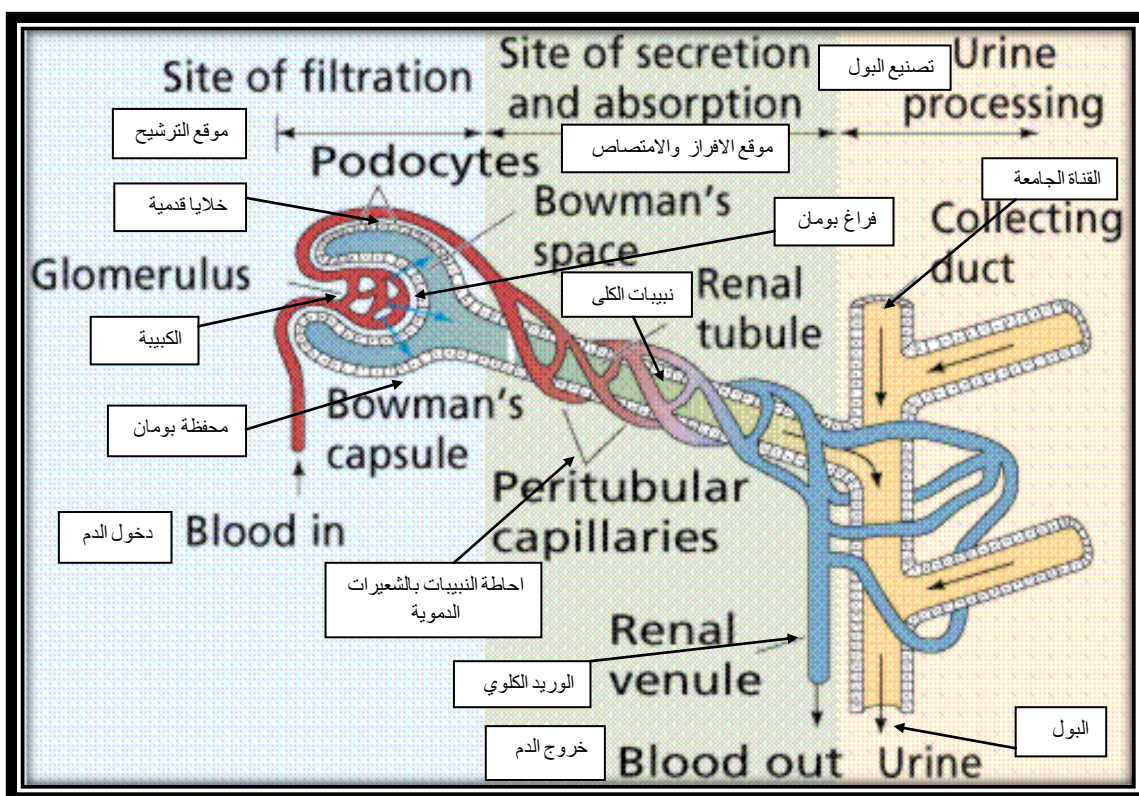 Site of filtration
موقع الترشيح
Site of secretion
and absorption
موقع الافراز والامتصاص
تصنيع البول
Urine
processing
Podocytes
خلايا قدمية
Bowman's
space
فراغ بومان
القناة الجامعة
Collecting
duct
Glomerulus
الكبيبة
نبيبات الكلى
Renal
tubule
Bowman's
capsule
محفظة بومان
Peritubular
capillaries
دخول الدم
Blood in
احاطة النبيبات بالشعيرات
الدموية
Renal
venule
الوريد الكلوي
خروج الدم
Blood out
البول
Urine